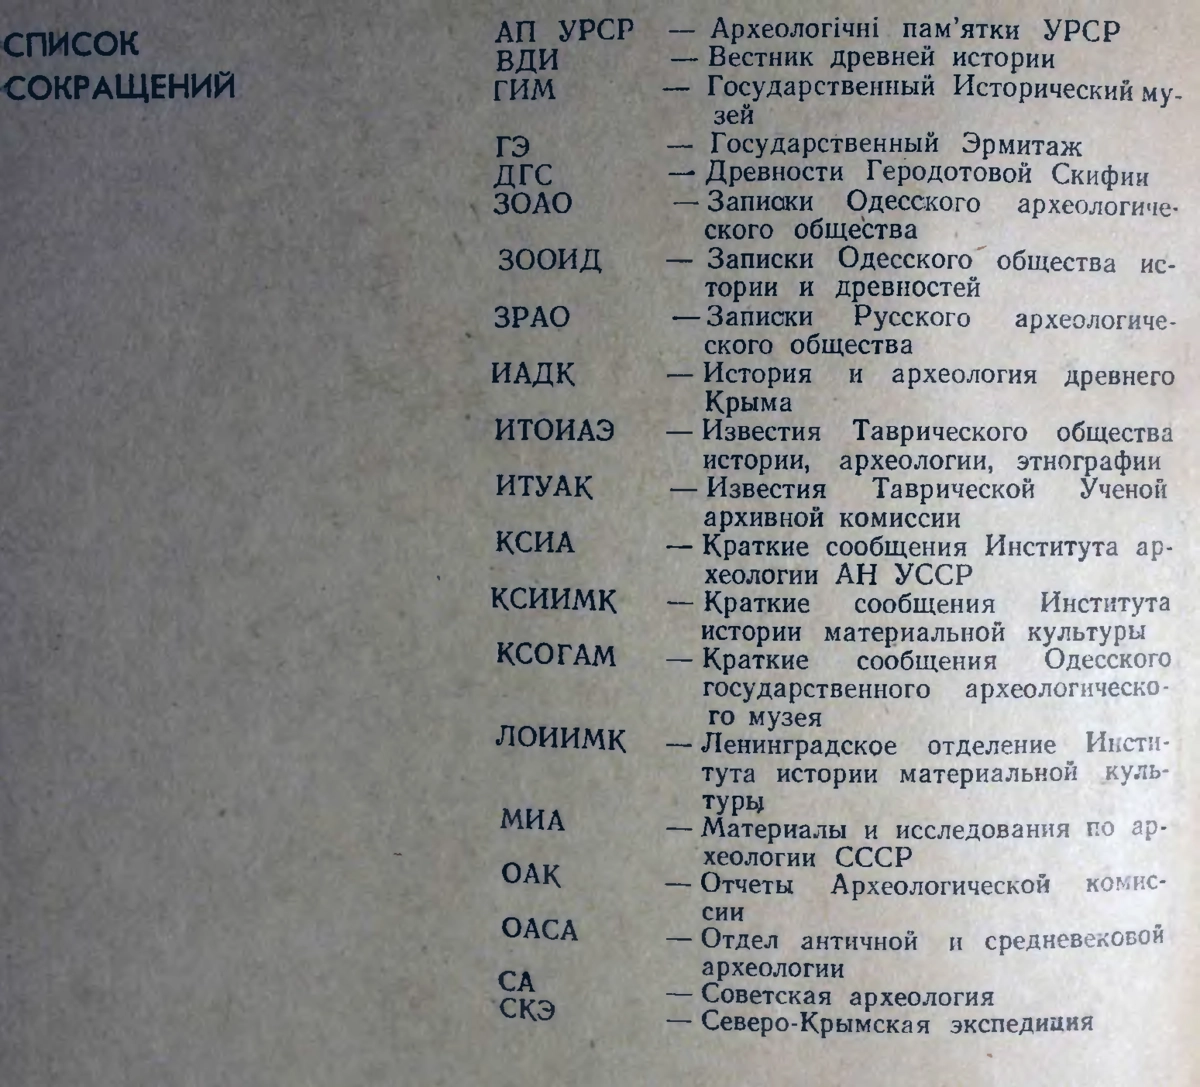 СПИСОК
СОКРАЩЕНИЙ
АП УРСР — Археологічні пам’ятки УРСР
ВДИ — Вестник древней истории
ГИМ — Государственный Исторический му-
зей
ГЭ — Государственный Эрмитаж
ДГС — Древности Геродотовой Скифии
ЗОАО — Записки Одесского археологиче-
ского общества
ЗООИД — Записки Одесского общества ис-
тории и древностей
ЗРАО — Записки Русского археологиче-
ского общества
ИАДК — История и археология древнего
Крыма
ИТОИАЭ — Известия Таврического общества
истории, археологии, этнографии
ИТУАК — Известия Таврической Ученой
архивной комиссии
КСИА — Краткие сообщения Института ар-
хеологии АН УССР
КСИИМК — Краткие сообщения Института
истории материальной культуры
КСОГАМ — Краткие сообщения Одесского
государственного археологическо-
го музея
ЛОИИМК — Ленинградское отделение Инсти-
тута истории материальной куль-
туры
МИА — Материалы и исследования по ар-
хеологии СССР
ОАК — Отчеты Археологической комис-
сии
ОАСА — Отдел античной и средневековой
археологии
СА — Советская археология
СКЭ — Северо-Крымская экспедиция